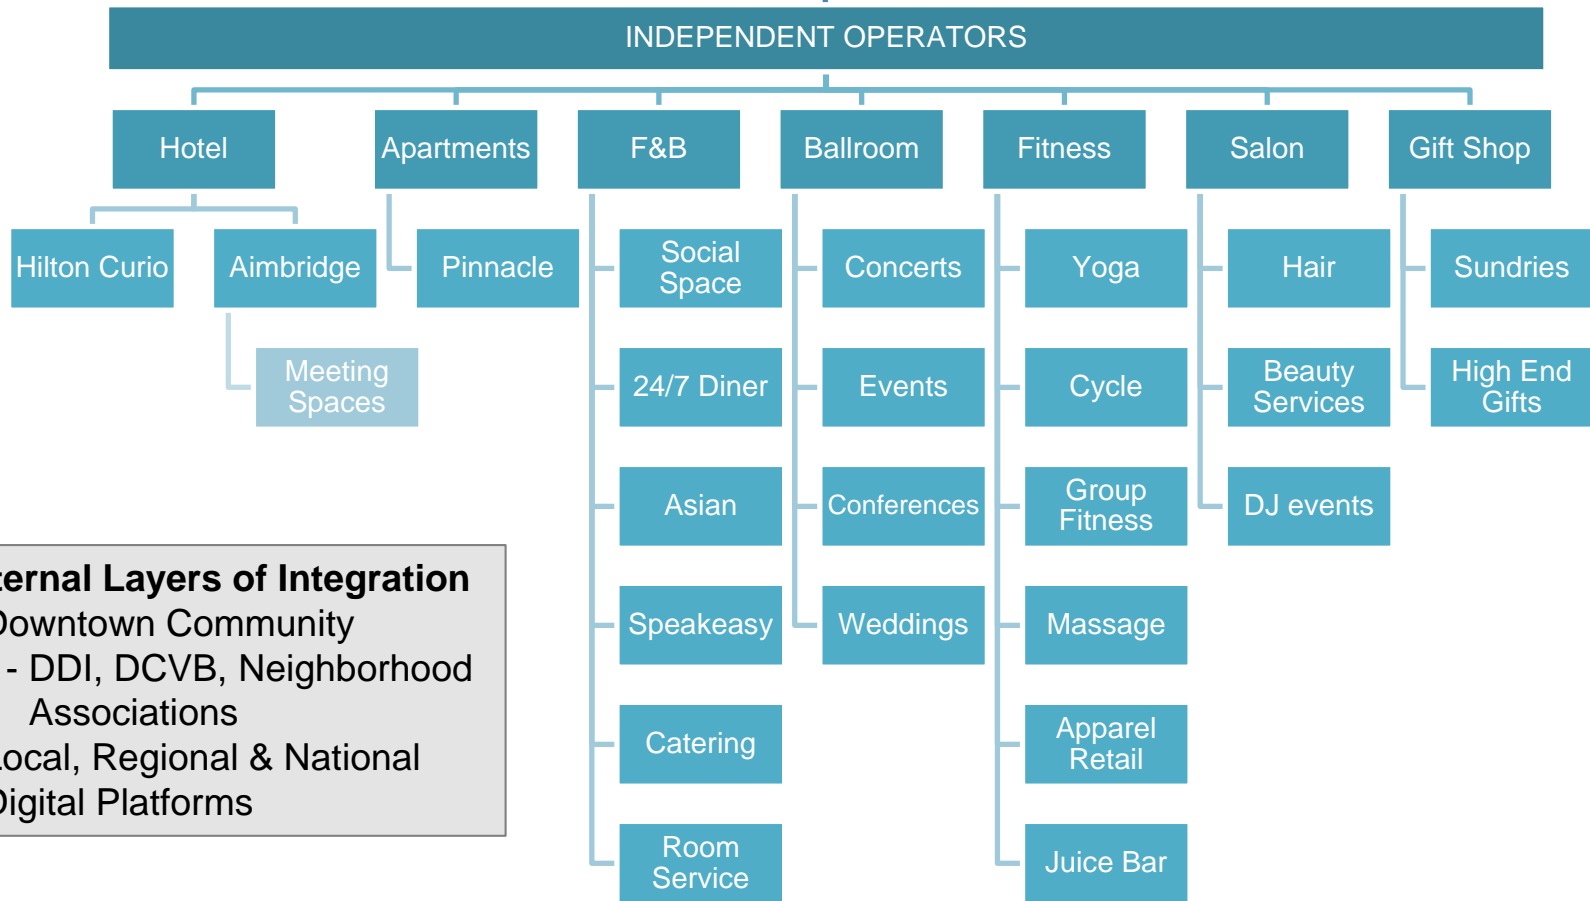 INDEPENDENT OPERATORS
Hotel
Apartments
F&B
Ballroom
Fitness
Salon
Gift Shop
Hilton Curio
Aimbridge
Pinnacle
Social
Space
Concerts
Yoga
Hair
Sundries
Meeting
Spaces
24/7 Diner
Events
Cycle
Beauty
Services
High End
Gifts
Asian
Conferences
Group
Fitness
DJ events
Speakeasy
Weddings
Massage
Catering
Apparel
Retail
Room
Service
Juice Bar
Layers of Integration
Downtown Community
- DDI, DCVB, Neighborhood
Associations
Local, Regional & National
Digital Platforms